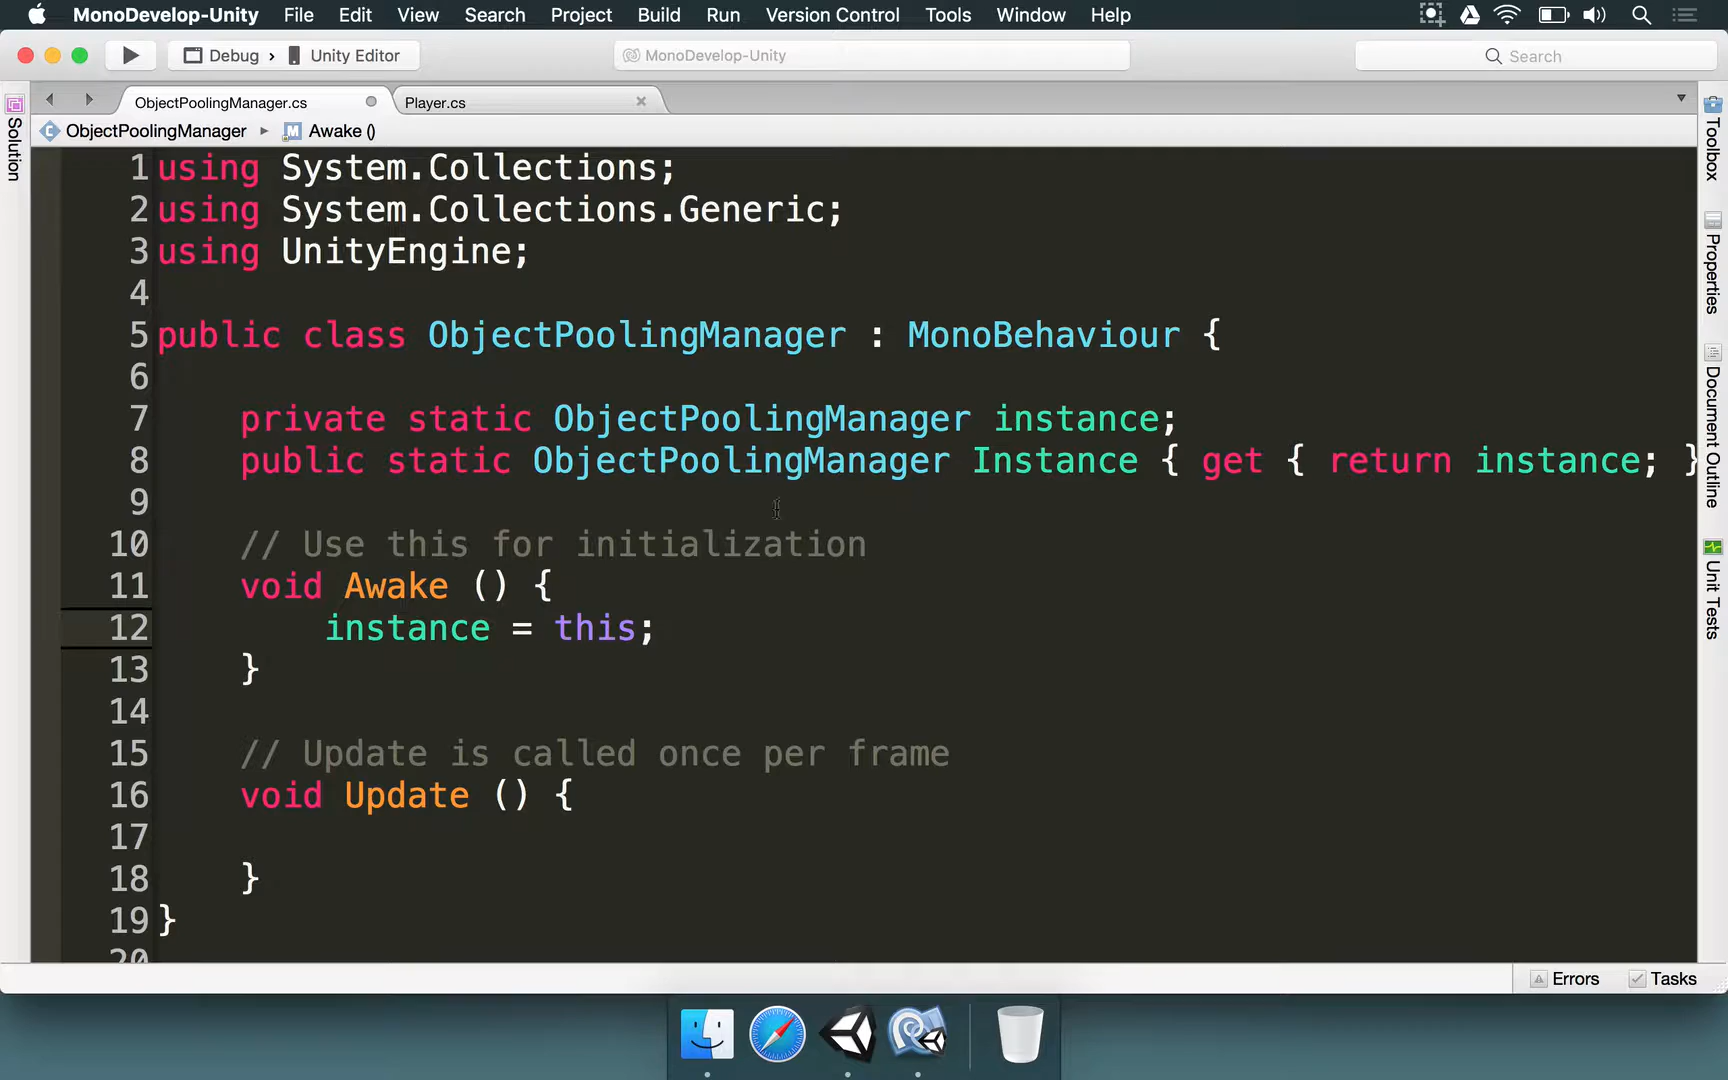 MonoDevelop-Unity File Edit View Search Project Build Run Version Control Tools Window Help
Debug › Unity Editor MonoDevelop-Unity Search
ObjectPoolingManager.cs Player.cs
ObjectPoolingManager ▸ M Awake ()
Solution
Toolbox
Properties
Document Outline
Unit Tests
1 using System.Collections;
2 using System.Collections.Generic;
3 using UnityEngine;
4
5 public class ObjectPoolingManager : MonoBehaviour {
6
7 private static ObjectPoolingManager instance;
8 public static ObjectPoolingManager Instance { get { return instance; }
9
10 // Use this for initialization
11 void Awake () {
12 instance = this;
13 }
14
15 // Update is called once per frame
16 void Update () {
17
18 }
19 }
20
Errors Tasks